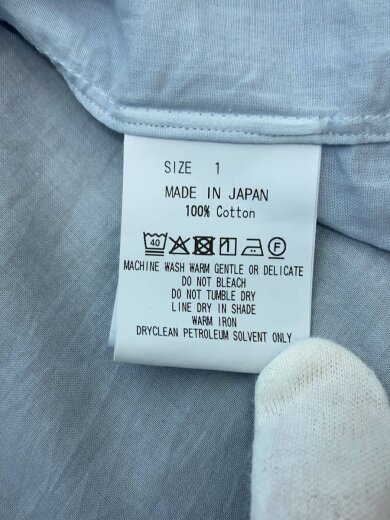 SIZE 1
MADE IN JAPAN
100% Cotton
40 F
MACHINE WASH WARM GENTLE OR DELICATE
DO NOT BLEACH
DO NOT TUMBLE DRY
LINE DRY IN SHADE
WARM IRON
DRYCLEAN PETROLEUM SOLVENT ONLY